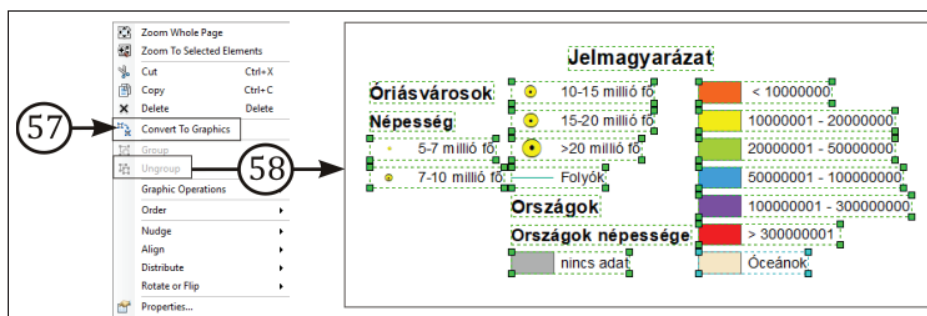 Zoom Whole Page
Zoom To Selected Elements
Cut Ctrl+X
Copy Ctrl+C
Delete Delete
57
Convert To Graphics
Group
Ungroup
58
Graphic Operations
Order
Nudge
Align
Distribute
Rotate or Flip
Properties...
Jelmagyarázat
Óriásvárosok
Népesség
5-7 millió fő
7-10 millió fő
10-15 millió fő
15-20 millió fő
>20 millió fő
Folyók
Országok
Országok népessége
nincs adat
< 10000000
10000001 - 20000000
20000001 - 50000000
50000001 - 100000000
100000001 - 300000000
> 300000001
Óceánok